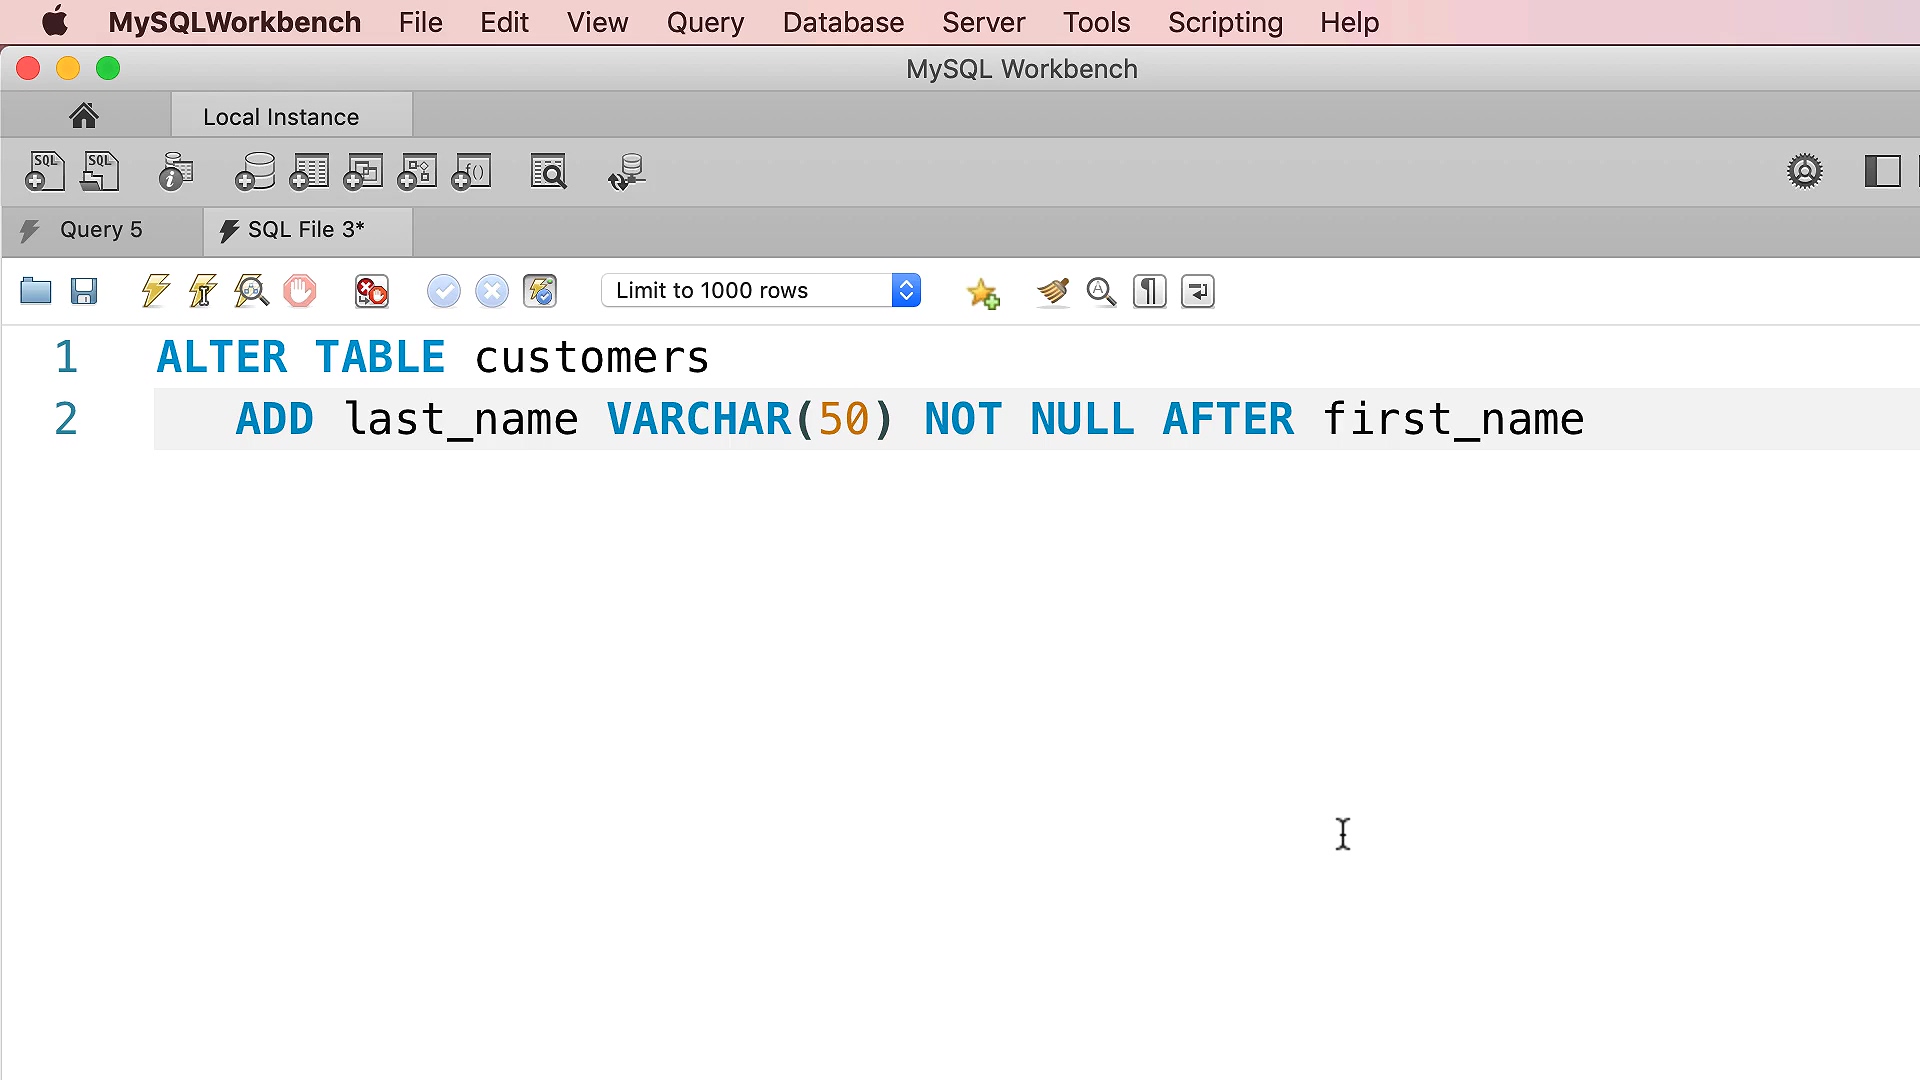 MySQLWorkbench File Edit View Query Database Server Tools Scripting Help
MySQL Workbench
Local Instance
SQL SQL
Query 5 SQL File 3*
Limit to 1000 rows
1 ALTER TABLE customers
2 ADD last_name VARCHAR(50) NOT NULL AFTER first_name